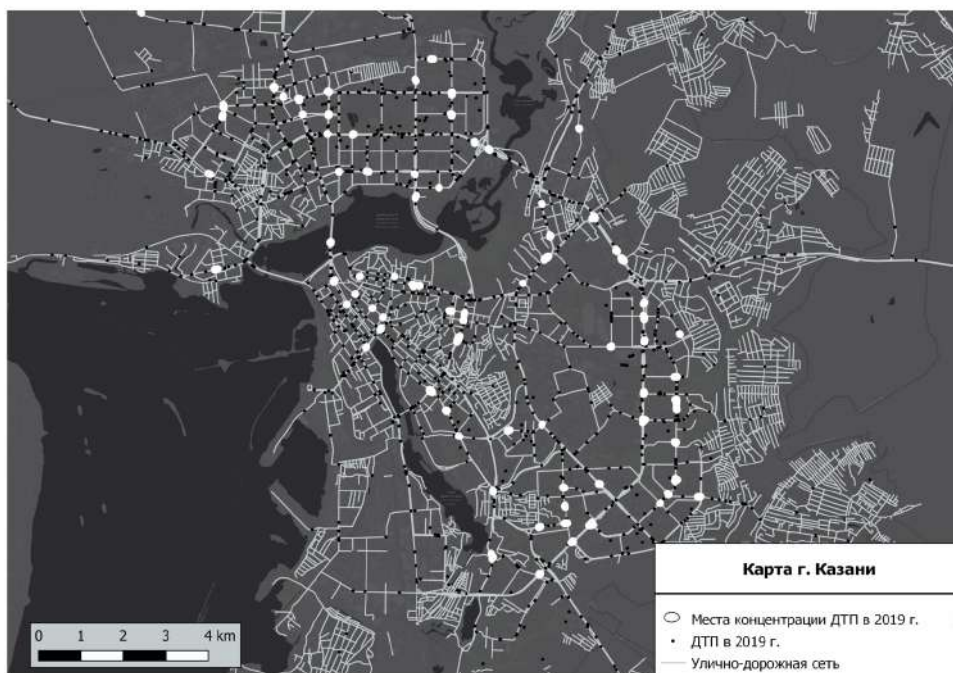 Карта г. Казани
Места концентрации ДТП в 2019 г.
ДТП в 2019 г.
Улично-дорожная сеть
0 1 2 3 4 km